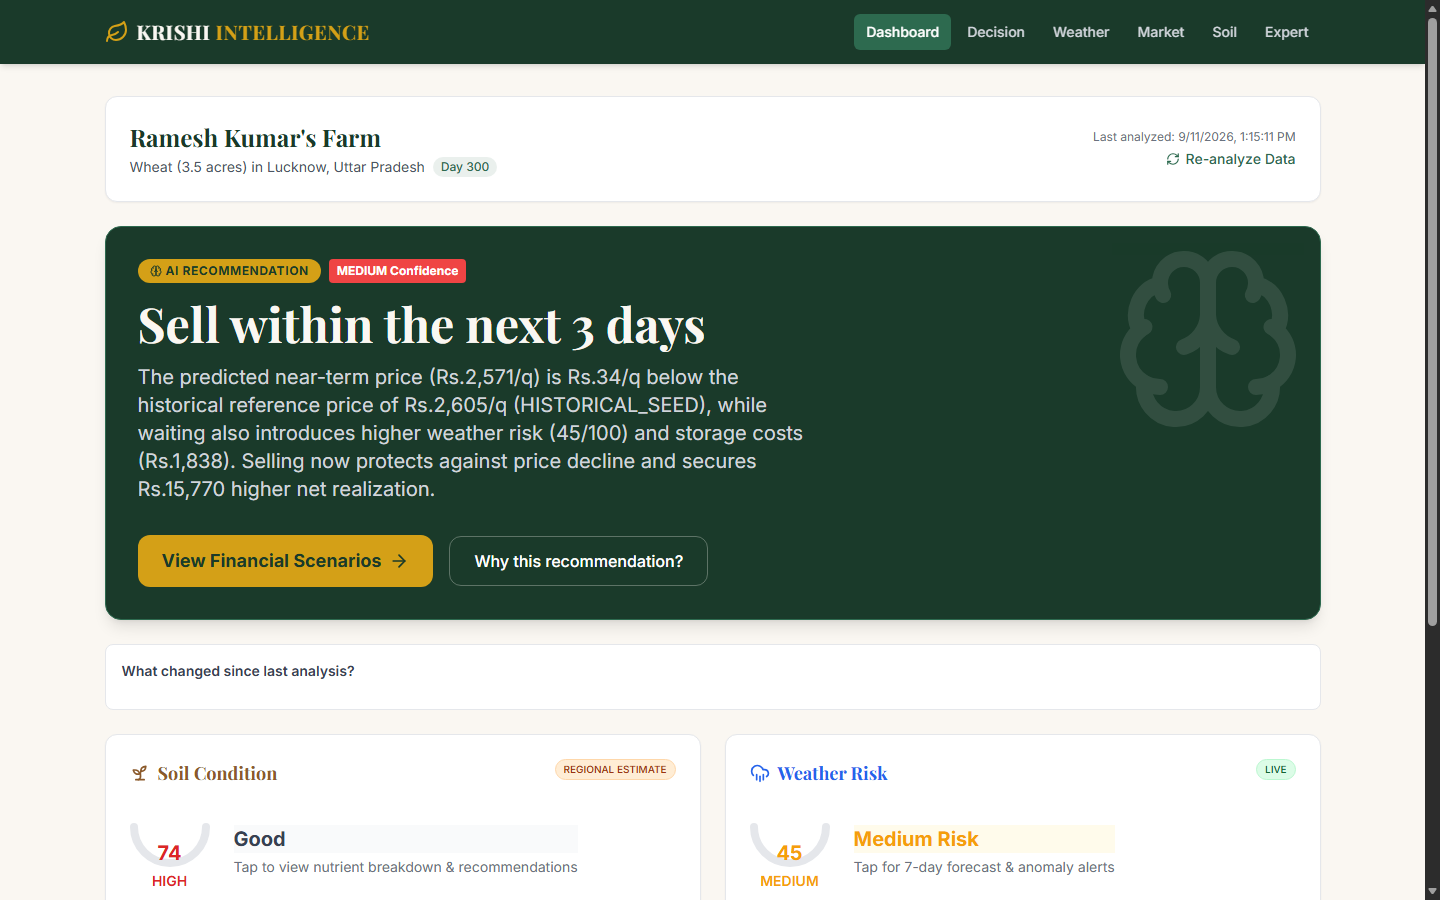 KRISHI INTELLIGENCE
Dashboard
Decision
Weather
Market
Soil
Expert
Ramesh Kumar's Farm
Wheat (3.5 acres) in Lucknow, Uttar Pradesh
Day 300
Last analyzed: 9/11/2026, 1:15:11 PM
Re-analyze Data
AI RECOMMENDATION
MEDIUM Confidence
Sell within the next 3 days
The predicted near-term price (Rs.2,571/q) is Rs.34/q below the
historical reference price of Rs.2,605/q (HISTORICAL_SEED), while
waiting also introduces higher weather risk (45/100) and storage costs
(Rs.1,838). Selling now protects against price decline and secures
Rs.15,770 higher net realization.
View Financial Scenarios
Why this recommendation?
What changed since last analysis?
Soil Condition
REGIONAL ESTIMATE
74
HIGH
Good
Tap to view nutrient breakdown & recommendations
Weather Risk
LIVE
45
MEDIUM
Medium Risk
Tap for 7-day forecast & anomaly alerts